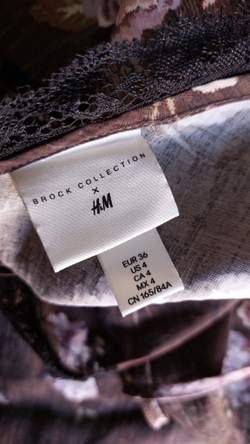 BROCK COLLECTION
X
H&M
EUR 36
US 4
CA 4
MX 4
CN 165/84A